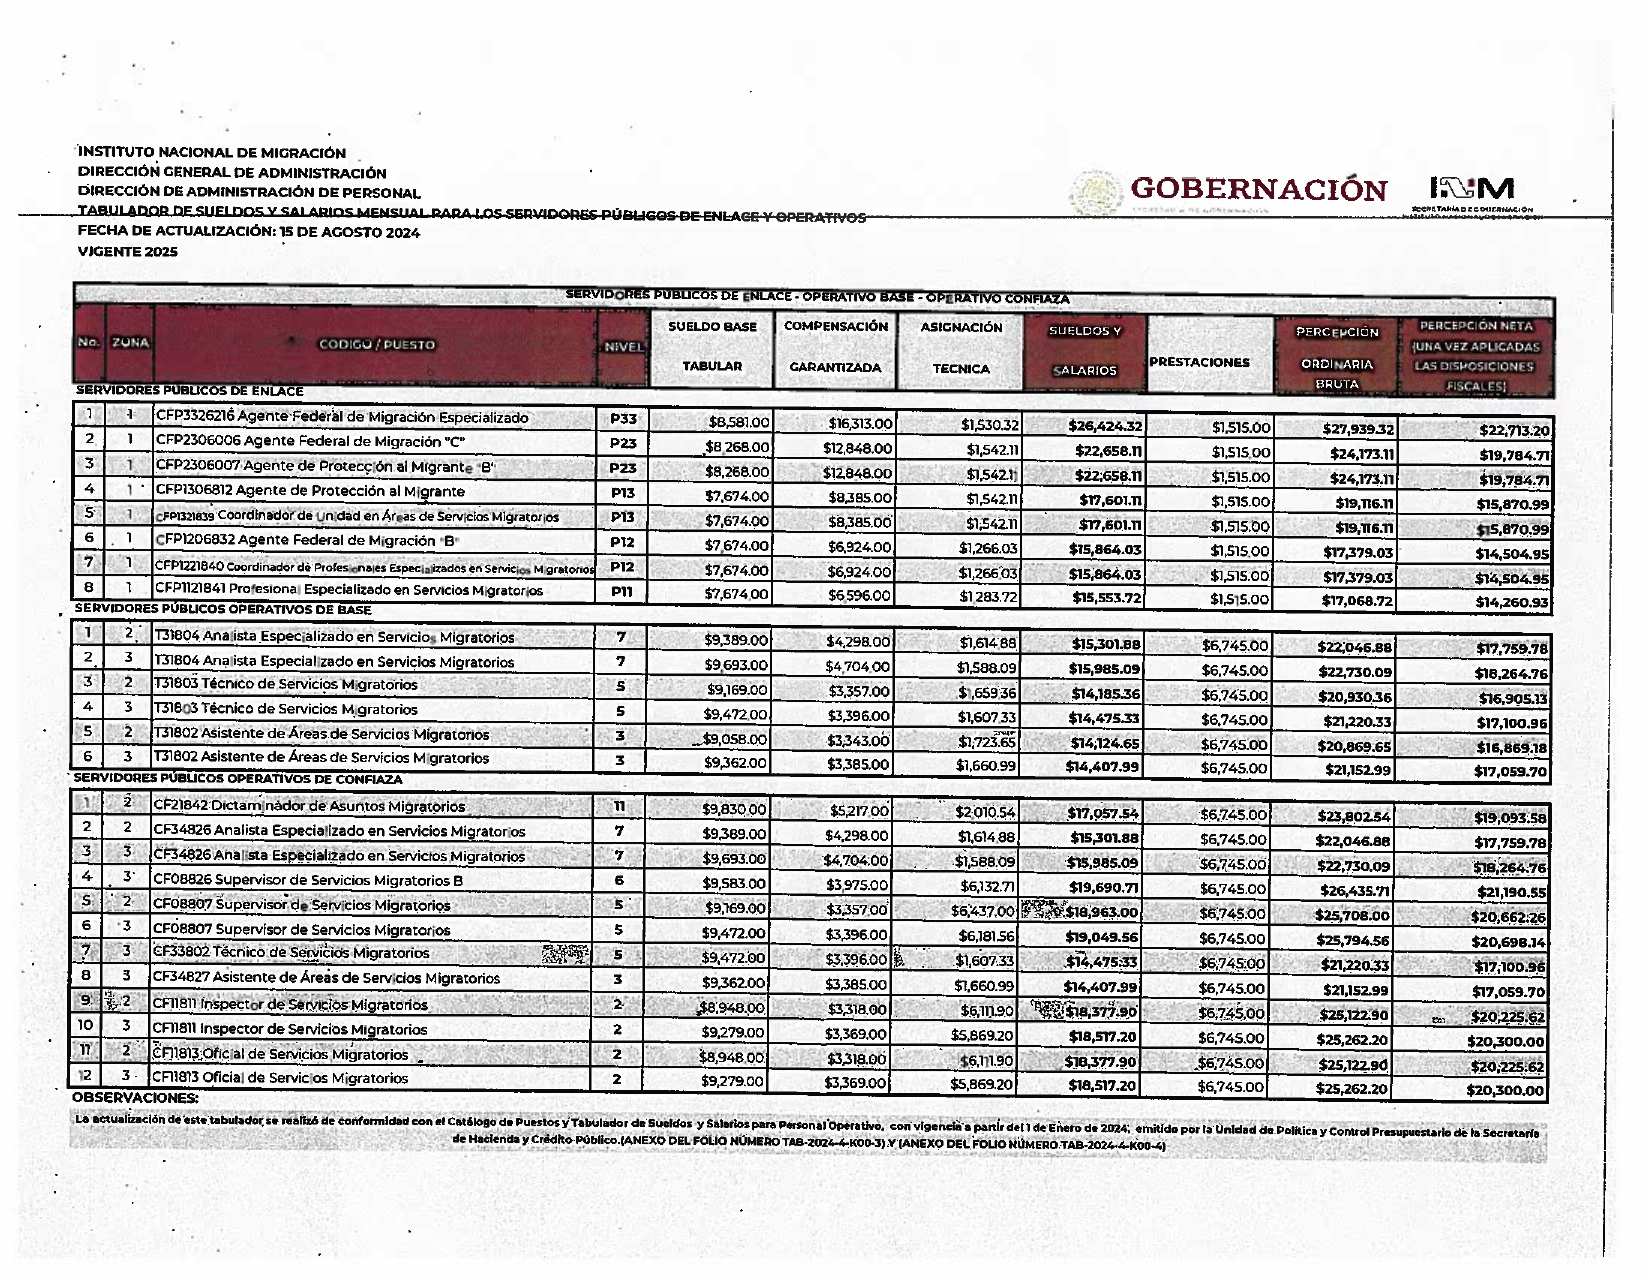 INSTITUTO NACIONAL DE MIGRACIÓN
DIRECCIÓN GENERAL DE ADMINISTRACIÓN
DIRECCIÓN DE ADMINISTRACIÓN DE PERSONAL
TABULADOR DE SUELDOS Y SALARIOS MENSUAL PARA LOS SERVIDORES PÚBLICOS DE ENLACE Y OPERATIVOS
FECHA DE ACTUALIZACIÓN: 15 DE AGOSTO 2024
VIGENTE 2025
GOBERNACIÓN
INM
SECRETARÍA DE GOBERNACIÓN
SERVIDORES PÚBLICOS DE ENLACE - OPERATIVO BASE - OPERATIVO CONFIAZA
No. ZONA CODIGO / PUESTO NIVEL SUELDO BASE TABULAR COMPENSACIÓN GARANTIZADA ASIGNACIÓN TECNICA SUELDOS Y SALARIOS PRESTACIONES PERCEPCIÓN ORDINARIA BRUTA PERCEPCIÓN NETA (UNA VEZ APLICADAS LAS DISPOSICIONES FISCALES)
SERVIDORES PÚBLICOS DE ENLACE
1 1 CFP3326216 Agente Federal de Migración Especializado P33 $8,581.00 $16,313.00 $1,530.32 $26,424.32 $1,515.00 $27,939.32 $22,713.20
2 1 CFP2306006 Agente Federal de Migración "C" P23 $8,268.00 $12,848.00 $1,542.11 $22,658.11 $1,515.00 $24,173.11 $19,784.71
3 1 CFP2306007 Agente de Protección al Migrante "B" P23 $8,268.00 $12,848.00 $1,542.11 $22,658.11 $1,515.00 $24,173.11 $19,784.71
4 1 CFP1306812 Agente de Protección al Migrante P13 $7,674.00 $8,385.00 $1,542.11 $17,601.11 $1,515.00 $19,116.11 $15,870.99
5 1 CFP1321839 Coordinador de Unidad en Áreas de Servicios Migratorios P13 $7,674.00 $8,385.00 $1,542.11 $17,601.11 $1,515.00 $19,116.11 $15,870.99
6 1 CFP1206832 Agente Federal de Migración "B" P12 $7,674.00 $6,924.00 $1,266.03 $15,864.03 $1,515.00 $17,379.03 $14,504.95
7 1 CFP1221840 Coordinador de Profesionajes Especializados en Servicios Migratorios P12 $7,674.00 $6,924.00 $1,266.03 $15,864.03 $1,515.00 $17,379.03 $14,504.95
8 1 CFP1121841 Profesional Especializado en Servicios Migratorios P11 $7,674.00 $6,596.00 $1,283.72 $15,553.72 $1,515.00 $17,068.72 $14,260.93
SERVIDORES PÚBLICOS OPERATIVOS DE BASE
1 2 T31804 Analista Especializado en Servicios Migratorios 7 $9,389.00 $4,298.00 $1,614.88 $15,301.88 $6,745.00 $22,046.88 $17,759.78
2 3 T31804 Analista Especializado en Servicios Migratorios 7 $9,693.00 $4,704.00 $1,588.09 $15,985.09 $6,745.00 $22,730.09 $18,264.76
3 2 T31803 Técnico de Servicios Migratorios 5 $9,169.00 $3,357.00 $1,659.36 $14,185.36 $6,745.00 $20,930.36 $16,905.13
4 3 T31803 Técnico de Servicios Migratorios 5 $9,472.00 $3,396.00 $1,607.33 $14,475.33 $6,745.00 $21,220.33 $17,100.96
5 2 T31802 Asistente de Áreas de Servicios Migratorios 3 $9,058.00 $3,343.00 $1,723.65 $14,124.65 $6,745.00 $20,869.65 $16,869.18
6 3 T31802 Asistente de Áreas de Servicios Migratorios 3 $9,362.00 $3,385.00 $1,660.99 $14,407.99 $6,745.00 $21,152.99 $17,059.70
SERVIDORES PÚBLICOS OPERATIVOS DE CONFIAZA
1 2 CF21842 Dictaminador de Asuntos Migratorios 11 $9,830.00 $5,217.00 $2,010.54 $17,057.54 $6,745.00 $23,802.54 $19,093.58
2 2 CF34826 Analista Especializado en Servicios Migratorios 7 $9,389.00 $4,298.00 $1,614.88 $15,301.88 $6,745.00 $22,046.88 $17,759.78
3 3 CF34826 Analista Especializado en Servicios Migratorios 7 $9,693.00 $4,704.00 $1,588.09 $15,985.09 $6,745.00 $22,730.09 $18,264.76
4 3 CF08826 Supervisor de Servicios Migratorios B 6 $9,583.00 $3,975.00 $6,132.71 $19,690.71 $6,745.00 $26,435.71 $21,190.55
5 2 CF08807 Supervisor de Servicios Migratorios 5 $9,169.00 $3,357.00 $6,437.00 $18,963.00 $6,745.00 $25,708.00 $20,662.26
6 3 CF08807 Supervisor de Servicios Migratorios 5 $9,472.00 $3,396.00 $6,181.56 $19,049.56 $6,745.00 $25,794.56 $20,698.14
7 3 CF33802 Técnico de Servicios Migratorios 5 $9,472.00 $3,396.00 $1,607.33 $14,475.33 $6,745.00 $21,220.33 $17,100.96
8 3 CF34827 Asistente de Áreas de Servicios Migratorios 3 $9,362.00 $3,385.00 $1,660.99 $14,407.99 $6,745.00 $21,152.99 $17,059.70
9 2 CF11811 Inspector de Servicios Migratorios 2 $8,948.00 $3,318.00 $6,111.90 $18,377.90 $6,745.00 $25,122.90 $20,225.62
10 3 CF11811 Inspector de Servicios Migratorios 2 $9,279.00 $3,369.00 $5,869.20 $18,517.20 $6,745.00 $25,262.20 $20,300.00
11 2 CF11813 Oficial de Servicios Migratorios 2 $8,948.00 $3,318.00 $6,111.90 $18,377.90 $6,745.00 $25,122.90 $20,225.62
12 3 CF11813 Oficial de Servicios Migratorios 2 $9,279.00 $3,369.00 $5,869.20 $18,517.20 $6,745.00 $25,262.20 $20,300.00
OBSERVACIONES:
La actualización de este tabulador se realizó de conformidad con el Catálogo de Puestos y Tabulador de Sueldos y Salarios para Personal Operativo, con vigencia a partir del 1 de Enero de 2024; emitido por la Unidad de Política y Control Presupuestario de la Secretaría
de Hacienda y Crédito Público.(ANEXO DEL FOLIO NÚMERO TAB-2024-4-K00-3).Y (ANEXO DEL FOLIO NÚMERO TAB-2024-4-K00-4)